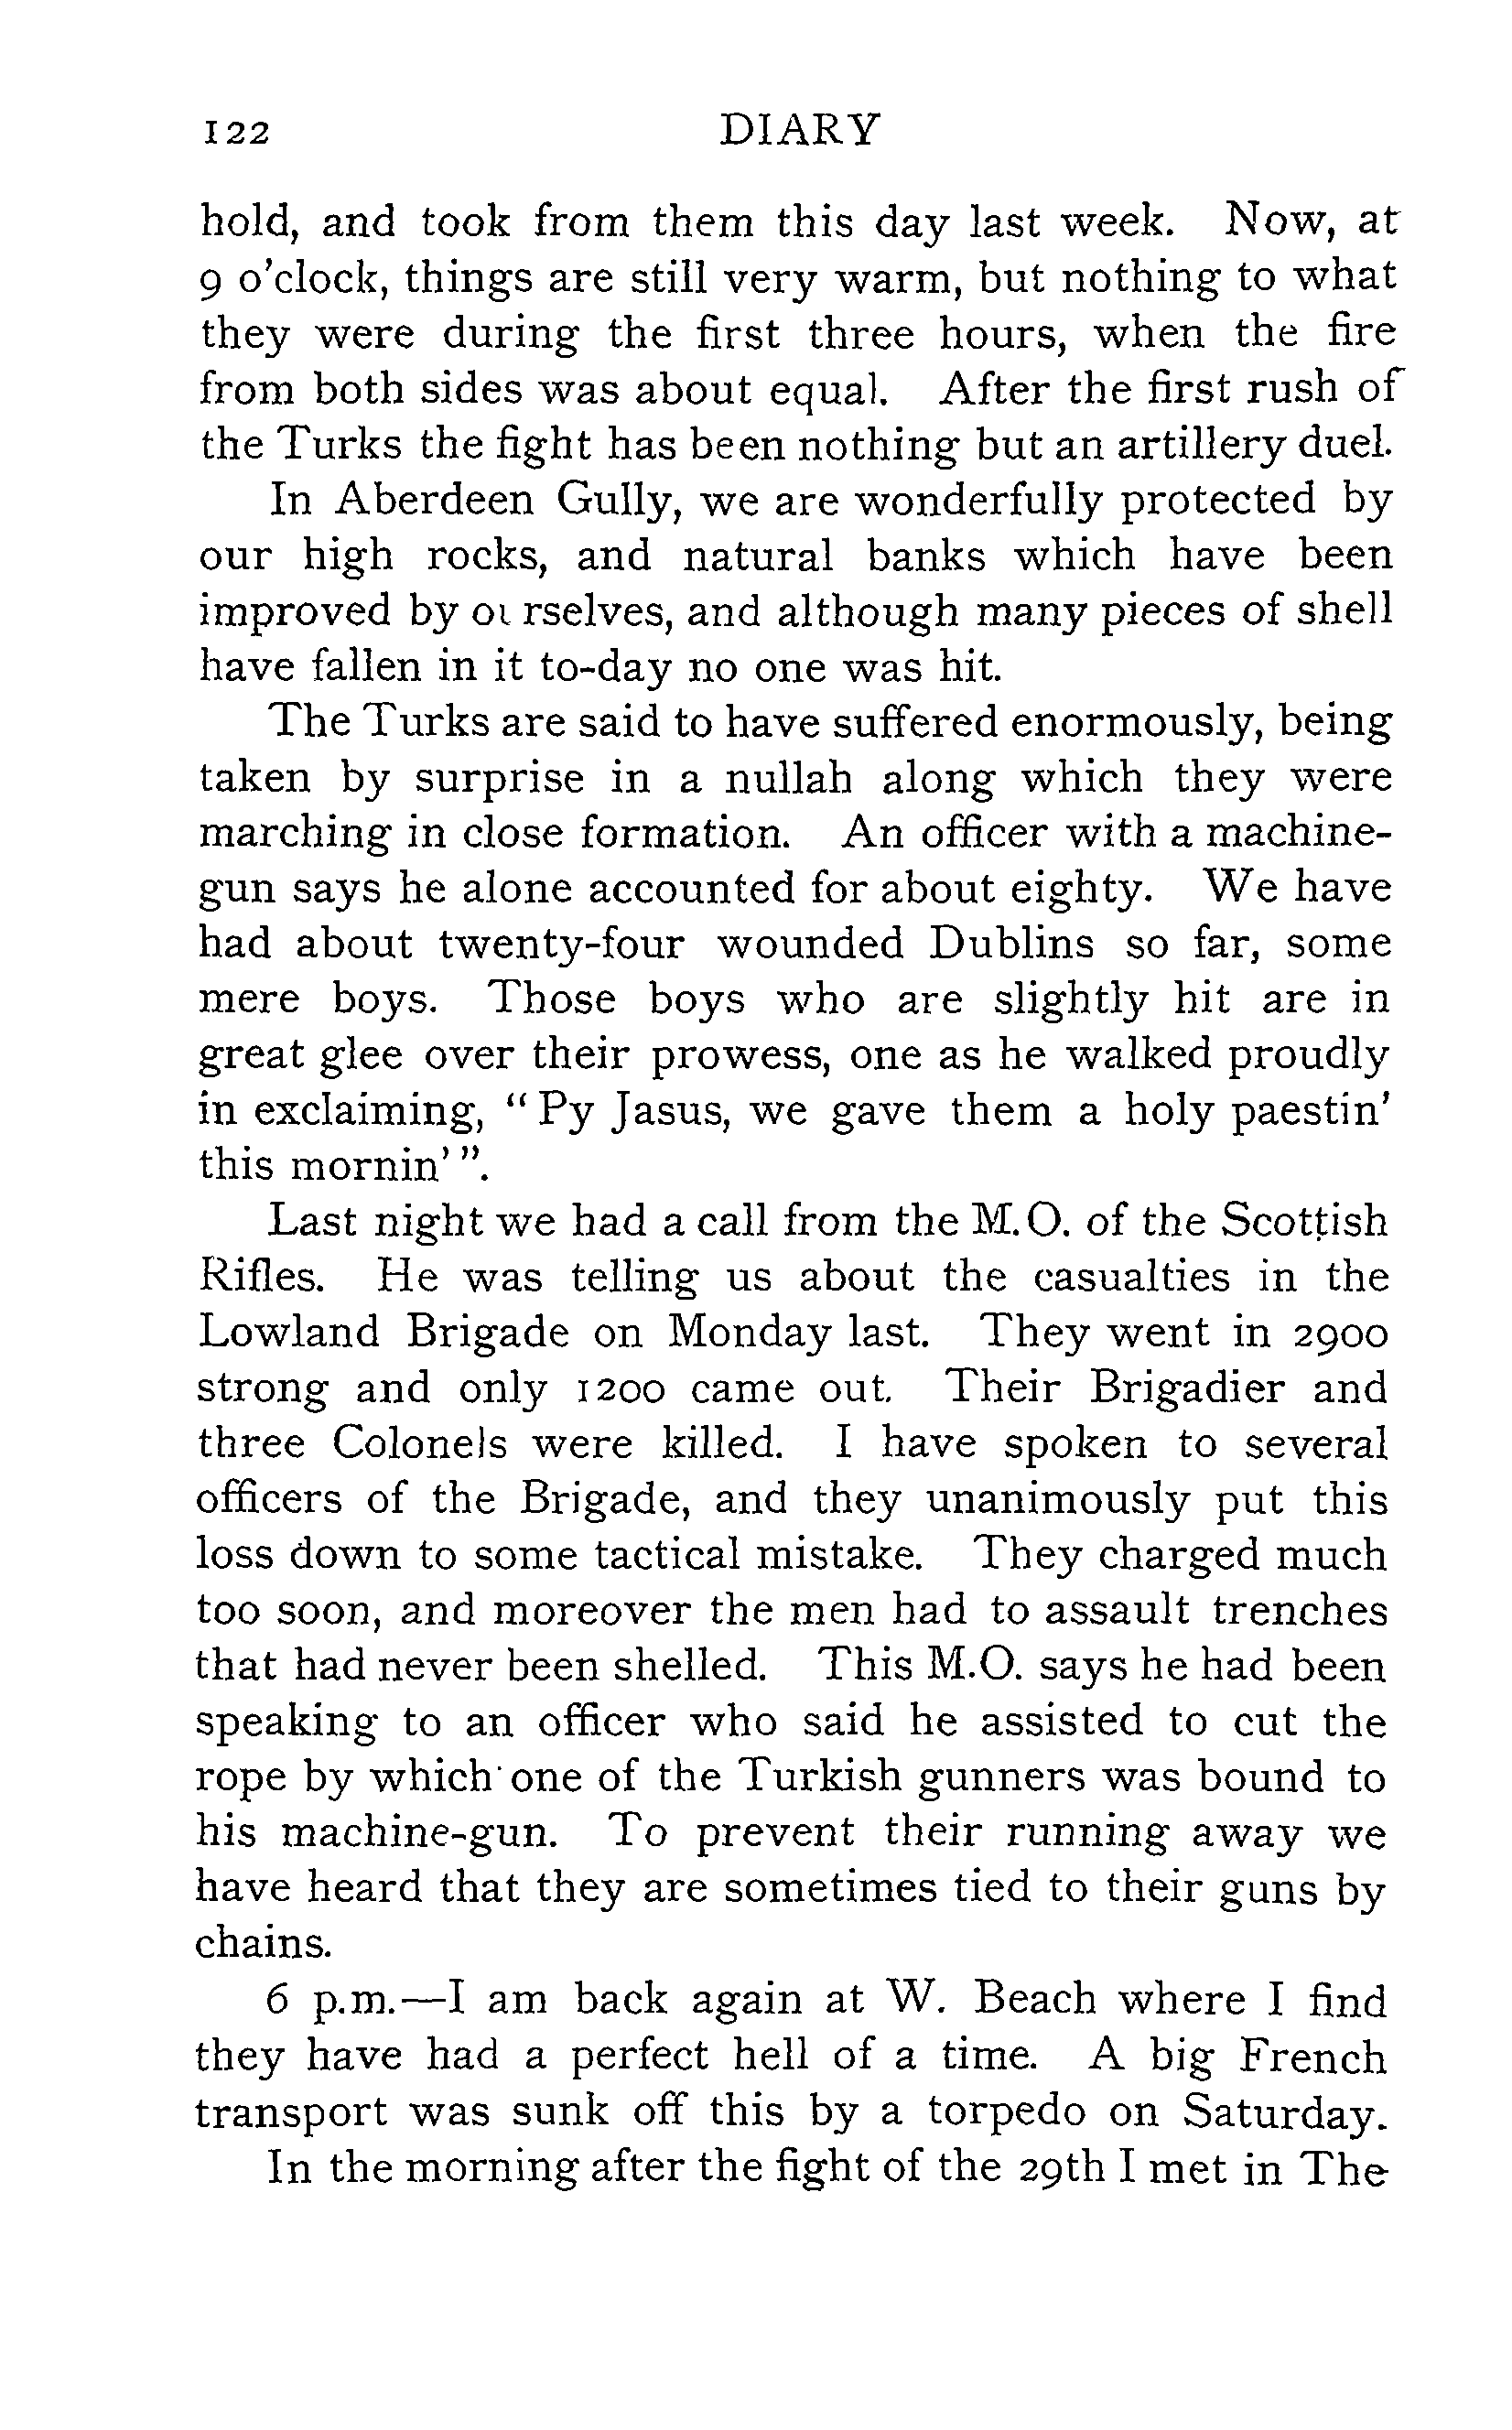 122 DIARY
hold, and took from them this day last week. Now, at
9 o'clock, things are still very warm, but nothing to what
they were during the first three hours, when the fire
from both sides was about equal. After the first rush of
the Turks the fight has been nothing but an artillery duel.
In Aberdeen Gully, we are wonderfully protected by
our high rocks, and natural banks which have been
improved by ourselves, and although many pieces of shell
have fallen in it to-day no one was hit.
The Turks are said to have suffered enormously, being
taken by surprise in a nullah along which they were
marching in close formation. An officer with a machine-
gun says he alone accounted for about eighty. We have
had about twenty-four wounded Dublins so far, some
mere boys. Those boys who are slightly hit are in
great glee over their prowess, one as he walked proudly
in exclaiming, “Py Jasus, we gave them a holy paestin'
this mornin'”.
Last night we had a call from the M.O. of the Scottish
Rifles. He was telling us about the casualties in the
Lowland Brigade on Monday last. They went in 2900
strong and only 1200 came out. Their Brigadier and
three Colonels were killed. I have spoken to several
officers of the Brigade, and they unanimously put this
loss down to some tactical mistake. They charged much
too soon, and moreover the men had to assault trenches
that had never been shelled. This M.O. says he had been
speaking to an officer who said he assisted to cut the
rope by which one of the Turkish gunners was bound to
his machine-gun. To prevent their running away we
have heard that they are sometimes tied to their guns by
chains.
6 p.m.—I am back again at W. Beach where I find
they have had a perfect hell of a time. A big French
transport was sunk off this by a torpedo on Saturday.
In the morning after the fight of the 29th I met in The